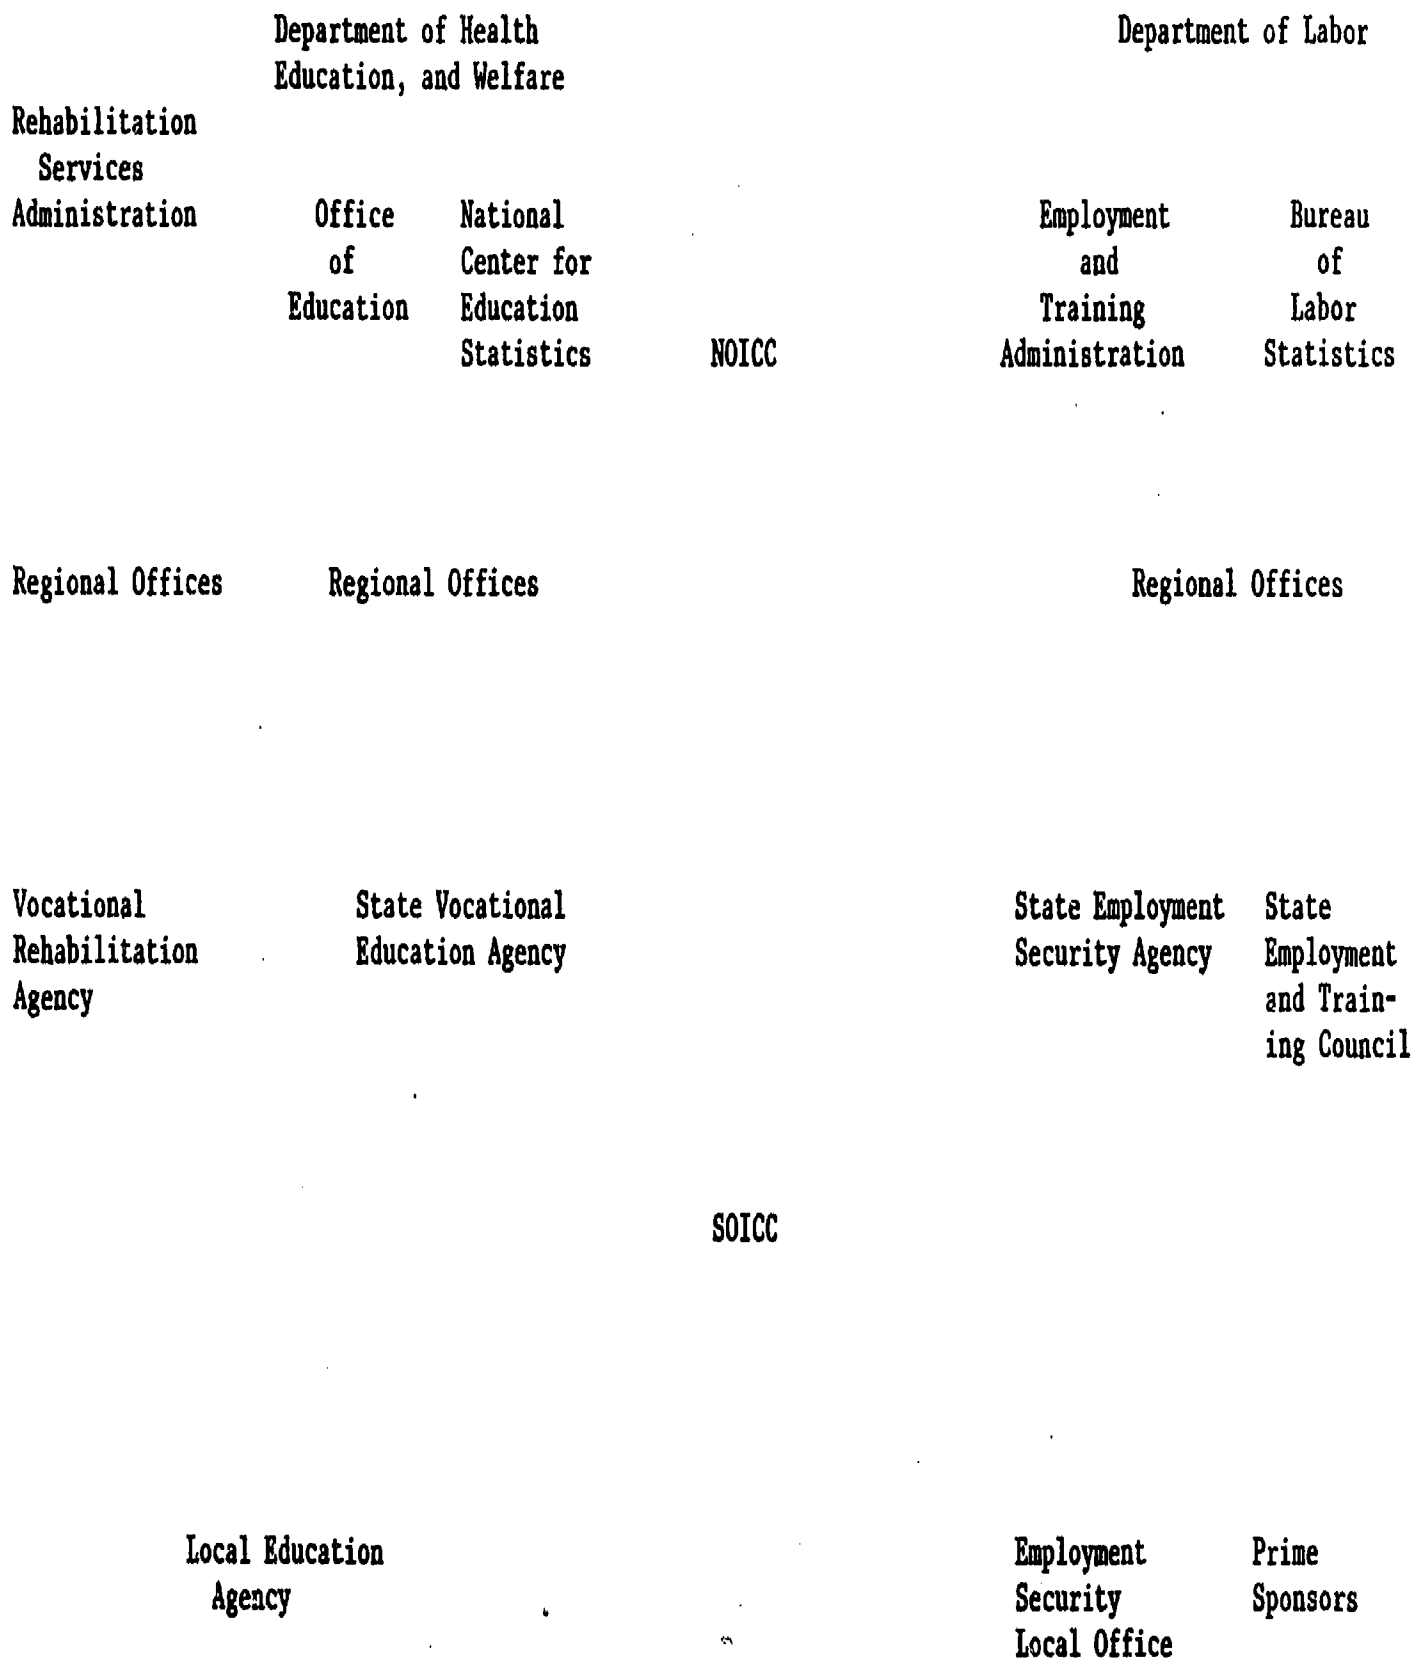 Department of Health
Education, and Welfare
Department of Labor
Rehabilitation
Services
Administration
Office
of
Education
National
Center for
Education
Statistics
NOICC
Employment
and
Training
Administration
Bureau
of
Labor
Statistics
Regional Offices
Regional Offices
Regional Offices
Vocational
Rehabilitation
Agency
State Vocational
Education Agency
State Employment
Security Agency
State
Employment
and Train-
ing Council
SOICC
Local Education
Agency
Employment
Security
Local Office
Prime
Sponsors